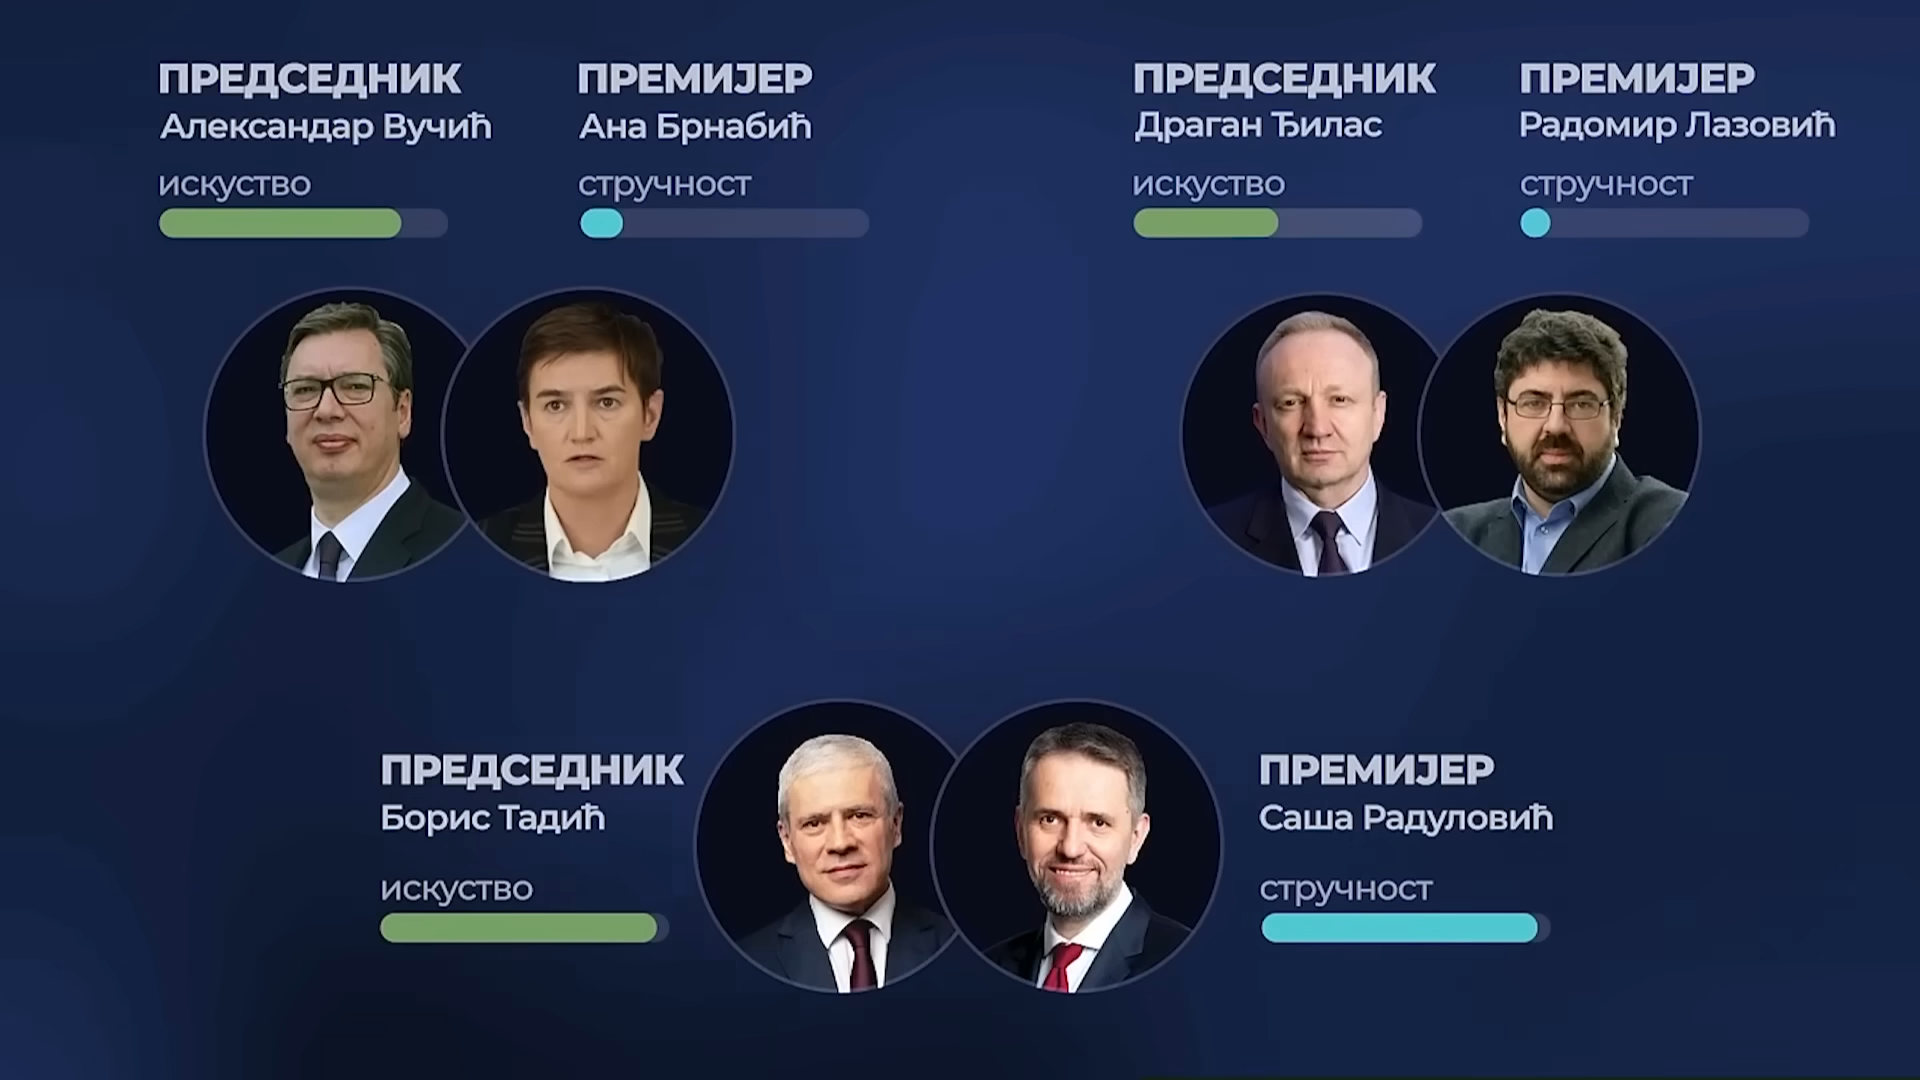 ПРЕДСЕДНИК
Александар Вучић
искуство
ПРЕМИЈЕР
Ана Брнабић
стручност
ПРЕДСЕДНИК
Драган Ђилас
искуство
ПРЕМИЈЕР
Радомир Лазовић
стручност
ПРЕДСЕДНИК
Борис Тадић
искуство
ПРЕМИЈЕР
Саша Радуловић
стручност